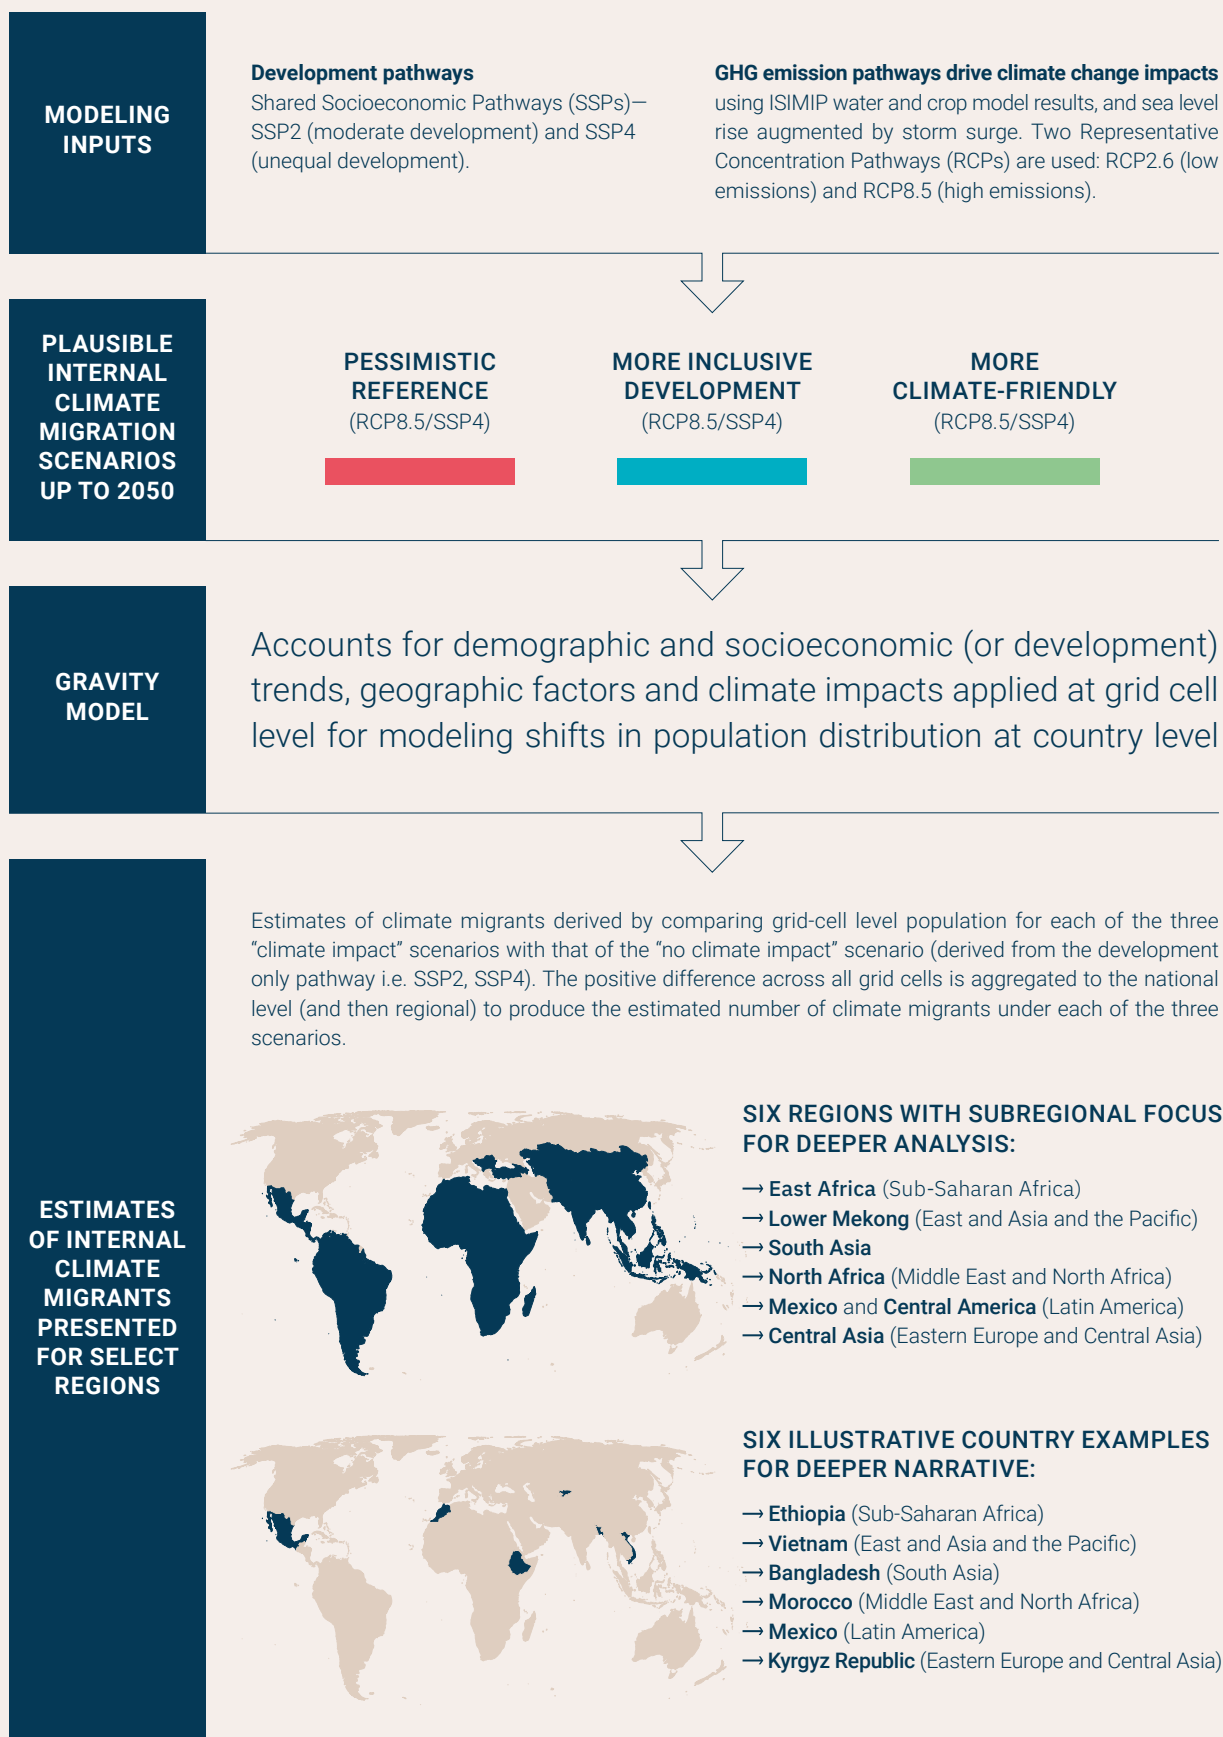 MODELING
INPUTS
Development pathways
Shared Socioeconomic Pathways (SSPs)—
SSP2 (moderate development) and SSP4
(unequal development).
GHG emission pathways drive climate change impacts
using ISIMIP water and crop model results, and sea level
rise augmented by storm surge. Two Representative
Concentration Pathways (RCPs) are used: RCP2.6 (low
emissions) and RCP8.5 (high emissions).
PLAUSIBLE
INTERNAL
CLIMATE
MIGRATION
SCENARIOS
UP TO 2050
PESSIMISTIC
REFERENCE
(RCP8.5/SSP4)
MORE INCLUSIVE
DEVELOPMENT
(RCP8.5/SSP4)
MORE
CLIMATE-FRIENDLY
(RCP8.5/SSP4)
GRAVITY
MODEL
Accounts for demographic and socioeconomic (or development)
trends, geographic factors and climate impacts applied at grid cell
level for modeling shifts in population distribution at country level
ESTIMATES
OF INTERNAL
CLIMATE
MIGRANTS
PRESENTED
FOR SELECT
REGIONS
Estimates of climate migrants derived by comparing grid-cell level population for each of the three
“climate impact” scenarios with that of the “no climate impact” scenario (derived from the development
only pathway i.e. SSP2, SSP4). The positive difference across all grid cells is aggregated to the national
level (and then regional) to produce the estimated number of climate migrants under each of the three
scenarios.
SIX REGIONS WITH SUBREGIONAL FOCUS
FOR DEEPER ANALYSIS:
→ East Africa (Sub-Saharan Africa)
→ Lower Mekong (East and Asia and the Pacific)
→ South Asia
→ North Africa (Middle East and North Africa)
→ Mexico and Central America (Latin America)
→ Central Asia (Eastern Europe and Central Asia)
SIX ILLUSTRATIVE COUNTRY EXAMPLES
FOR DEEPER NARRATIVE:
→ Ethiopia (Sub-Saharan Africa)
→ Vietnam (East and Asia and the Pacific)
→ Bangladesh (South Asia)
→ Morocco (Middle East and North Africa)
→ Mexico (Latin America)
→ Kyrgyz Republic (Eastern Europe and Central Asia)